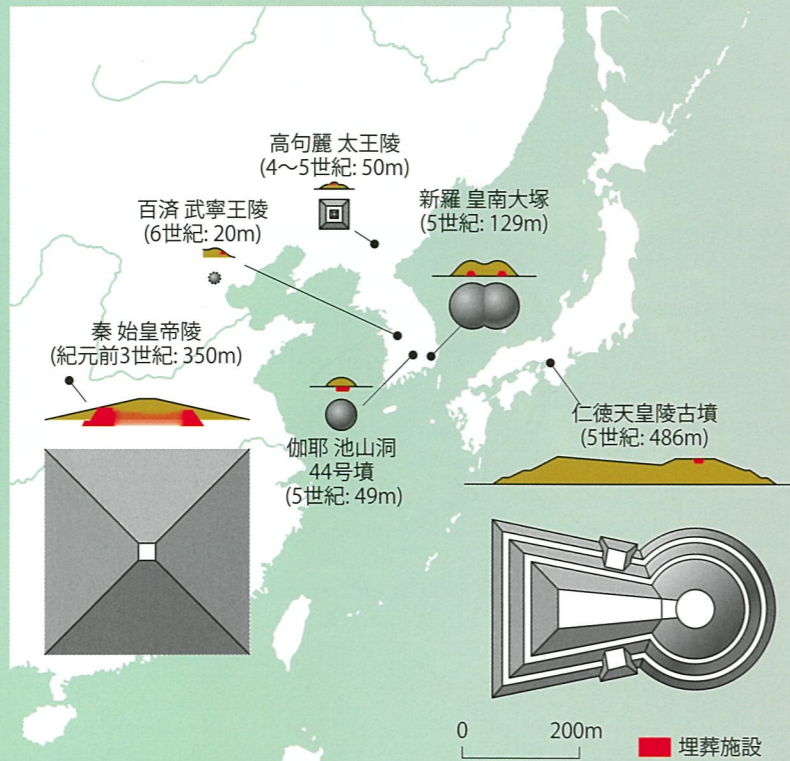 高句麗 太王陵
(4〜5世紀: 50m)
百済 武寧王陵
(6世紀: 20m)
新羅 皇南大塚
(5世紀: 129m)
秦 始皇帝陵
(紀元前3世紀: 350m)
伽耶 池山洞
44号墳
(5世紀: 49m)
仁徳天皇陵古墳
(5世紀: 486m)
0 200m
埋葬施設